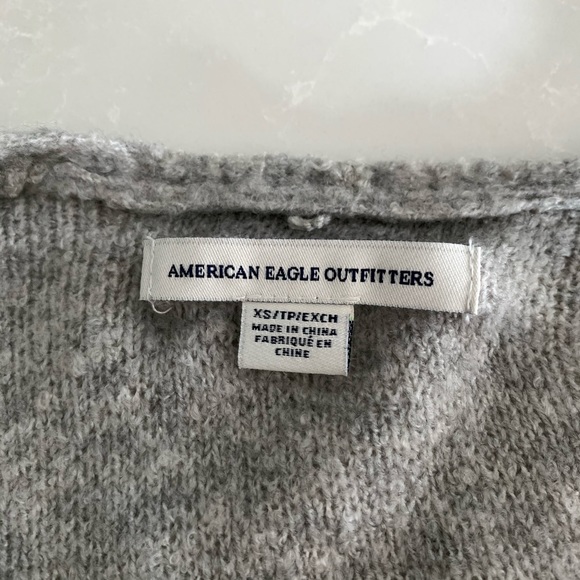 AMERICAN EAGLE OUTFITTERS
XS/TP/EXCH
MADE IN CHINA
FABRIQUÉ EN
CHINE